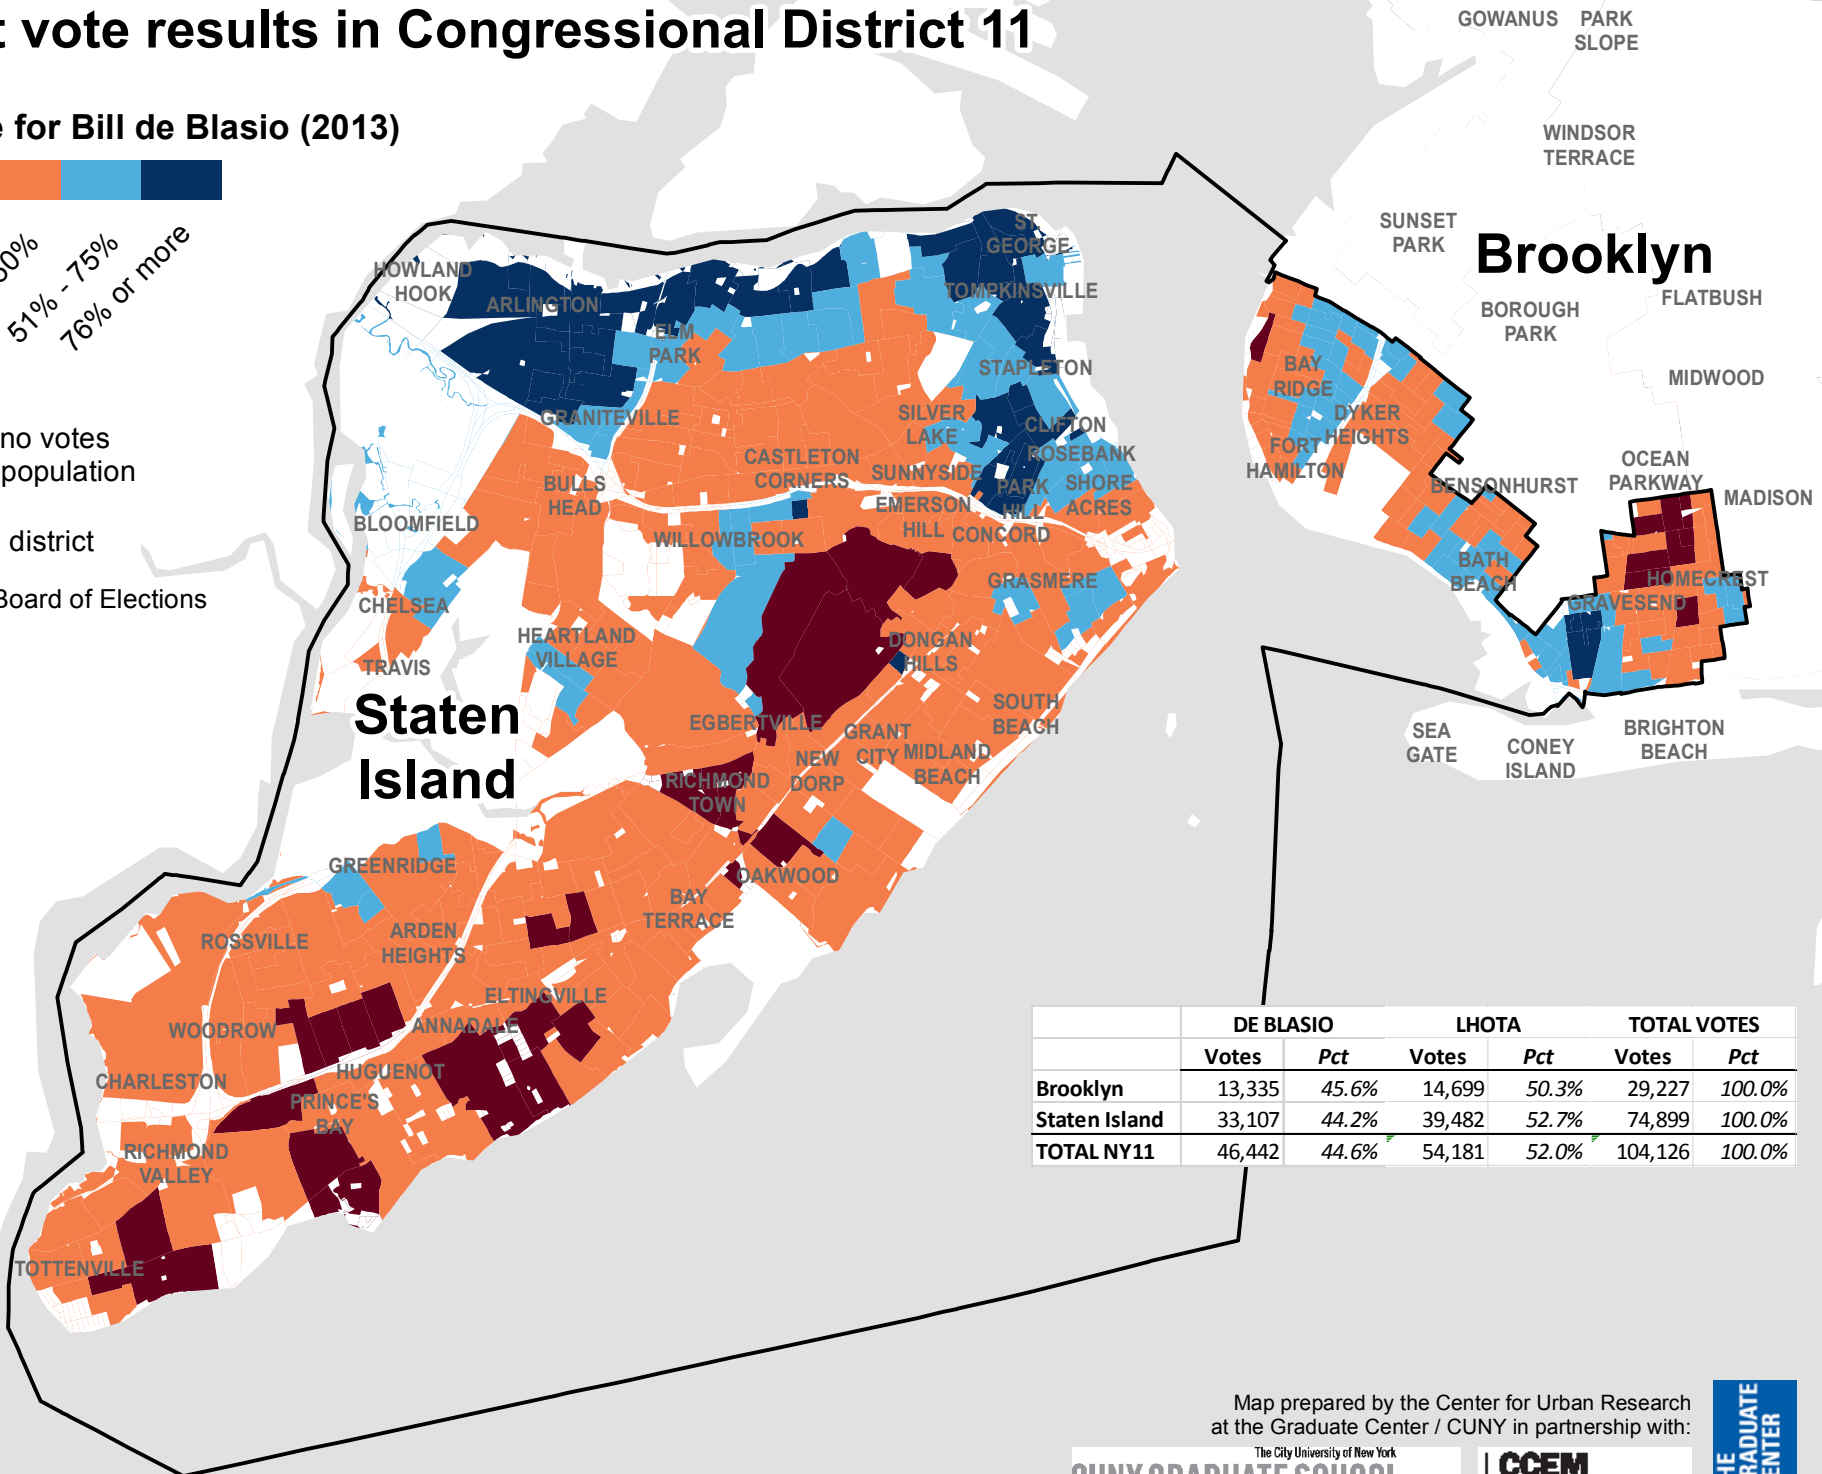 t vote results in Congressional District 11
e for Bill de Blasio (2013)
50%
51% - 75%
76% or more
no votes
population
district
Board of Elections
GOWANUS
PARK
SLOPE
WINDSOR
TERRACE
SUNSET
PARK
Brooklyn
FLATBUSH
BOROUGH
PARK
MIDWOOD
BAY
RIDGE
DYKER
HEIGHTS
FORT
HAMILTON
BENSONHURST
OCEAN
PARKWAY
MADISON
BATH
BEACH
HOMECREST
GRAVESEND
SEA
GATE
CONEY
ISLAND
BRIGHTON
BEACH
HOWLAND
HOOK
ARLINGTON
ST.
GEORGE
TOMPKINSVILLE
ELM
PARK
STAPLETON
GRANITEVILLE
SILVER
LAKE
CLIFTON
ROSEBANK
CASTLETON
CORNERS
SUNNYSIDE
PARK
HILL
SHORE
ACRES
BULLS
HEAD
EMERSON
HILL
CONCORD
BLOOMFIELD
WILLOWBROOK
GRASMERE
CHELSEA
HEARTLAND
VILLAGE
DONGAN
HILLS
TRAVIS
Staten
Island
EGBERTVILLE
GRANT
CITY
SOUTH
BEACH
NEW
DORP
MIDLAND
BEACH
RICHMOND
TOWN
GREENRIDGE
OAKWOOD
BAY
TERRACE
ROSSVILLE
ARDEN
HEIGHTS
ELTINGVILLE
WOODROW
ANNADALE
CHARLESTON
HUGUENOT
PRINCE'S
BAY
RICHMOND
VALLEY
TOTTENVILLE
DE BLASIO LHOTA TOTAL VOTES
Votes Pct Votes Pct Votes Pct
Brooklyn 13,335 45.6% 14,699 50.3% 29,227 100.0%
Staten Island 33,107 44.2% 39,482 52.7% 74,899 100.0%
TOTAL NY11 46,442 44.6% 54,181 52.0% 104,126 100.0%
Map prepared by the Center for Urban Research
at the Graduate Center / CUNY in partnership with:
The City University of New York
CUNY GRADUATE SCHOOL
CCEM
HE
RADUATE
ENTER